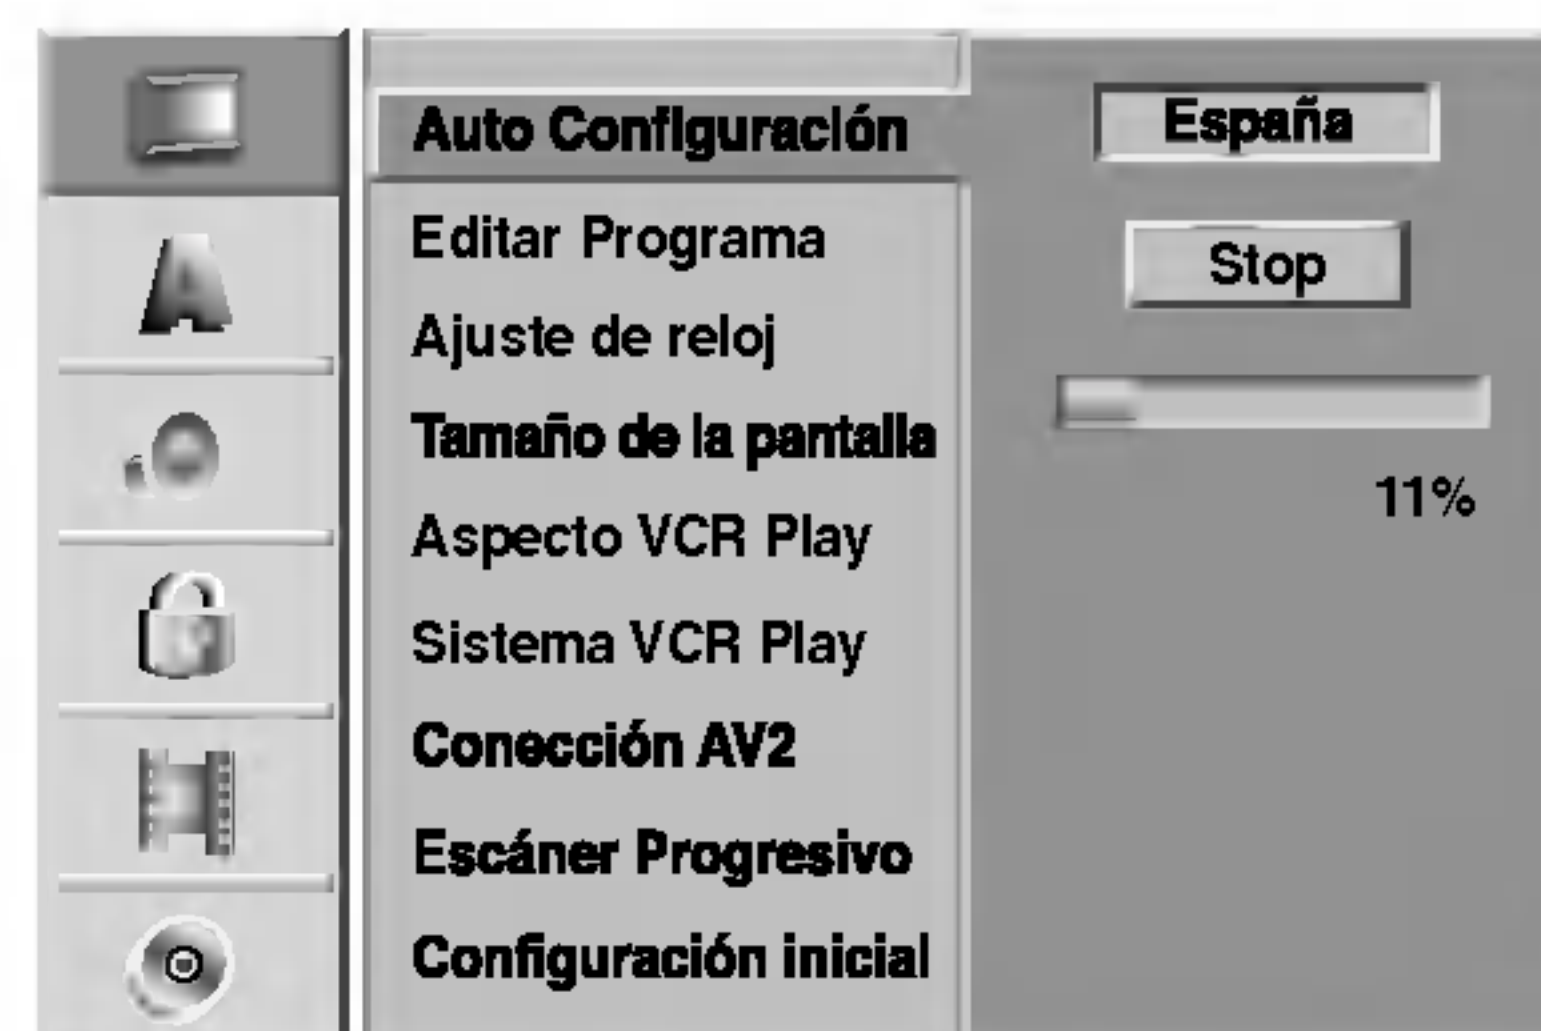 Auto Configuración
España
Editar Programa
Stop
Ajuste de reloj
Tamaño de la pantalla
11%
Aspecto VCR Play
Sistema VCR Play
Conección AV2
Escáner Progresivo
Configuración inicial